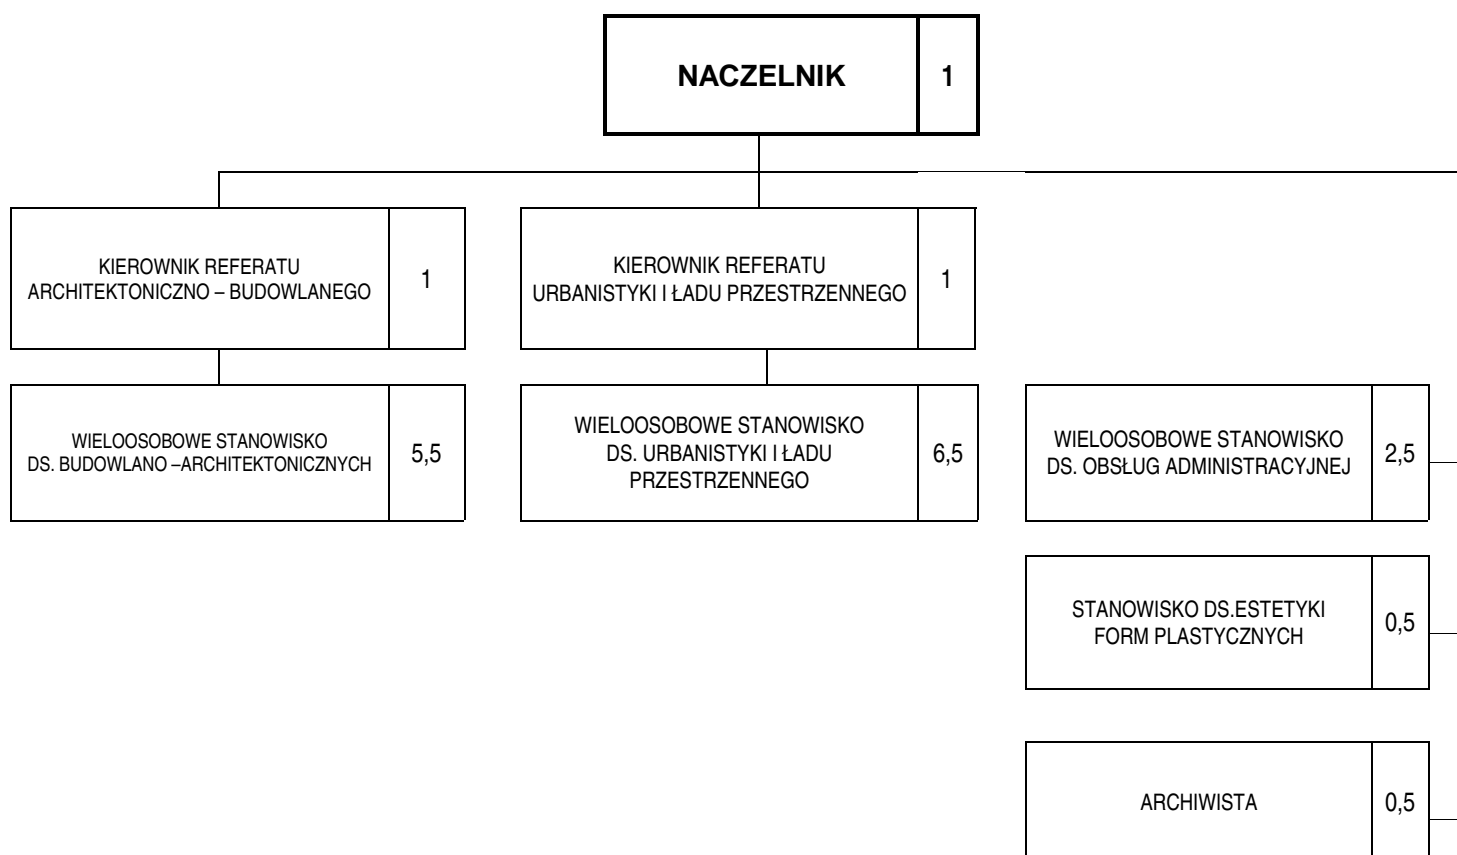 NACZELNIK 1
KIEROWNIK REFERATU
ARCHITEKTONICZNO – BUDOWLANEGO
1
KIEROWNIK REFERATU
URBANISTYKI I ŁADU PRZESTRZENNEGO
1
WIELOOSOBOWE STANOWISKO
DS. BUDOWLANO –ARCHITEKTONICZNYCH
5,5
WIELOOSOBOWE STANOWISKO
DS. URBANISTYKI I ŁADU
PRZESTRZENNEGO
6,5
WIELOOSOBOWE STANOWISKO
DS. OBSŁUG ADMINISTRACYJNEJ
2,5
STANOWISKO DS.ESTETYKI
FORM PLASTYCZNYCH
0,5
ARCHIWISTA
0,5